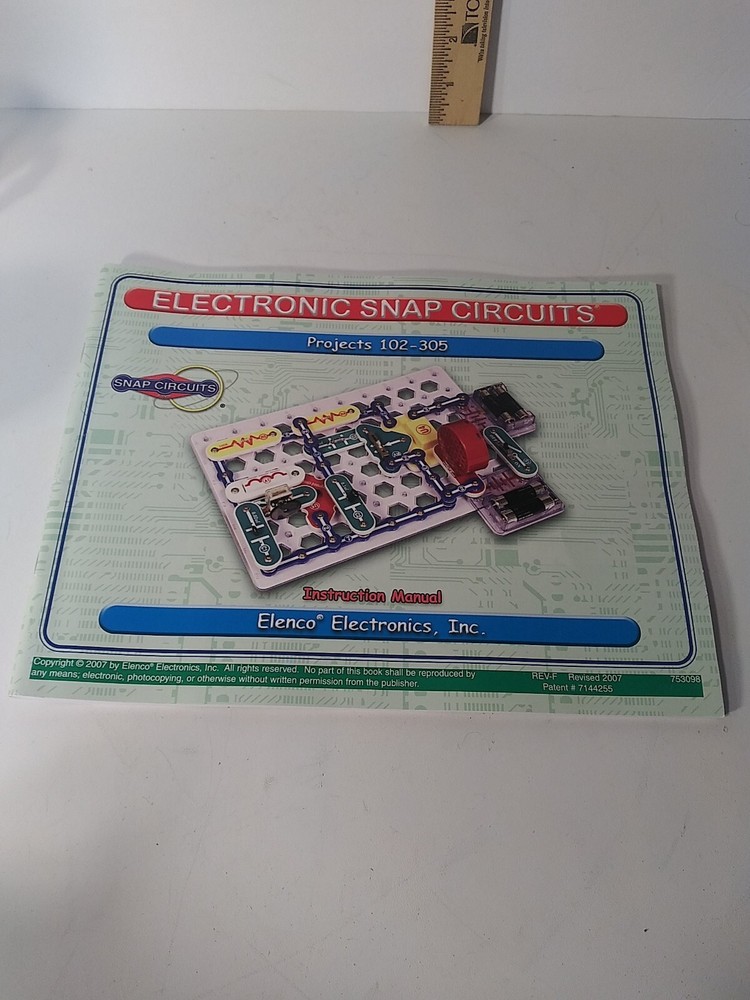 2
TC
ELECTRONIC SNAP CIRCUITS
Projects 102-305
SNAP CIRCUITS®
Instruction Manual
Elenco® Electronics, Inc.
Copyright © 2007 by Elenco® Electronics, Inc. All rights reserved. No part of this book shall be reproduced by
any means; electronic, photocopying, or otherwise without written permission from the publisher.
REV-F Revised 2007
Patent # 7144255
753098